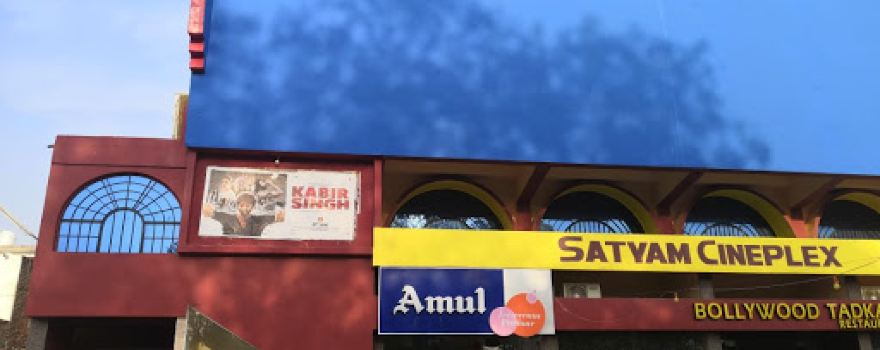 KABIR
SINGH
SATYAM CINEPLEX
Amul
BOLLYWOOD TADKA
RESTAU